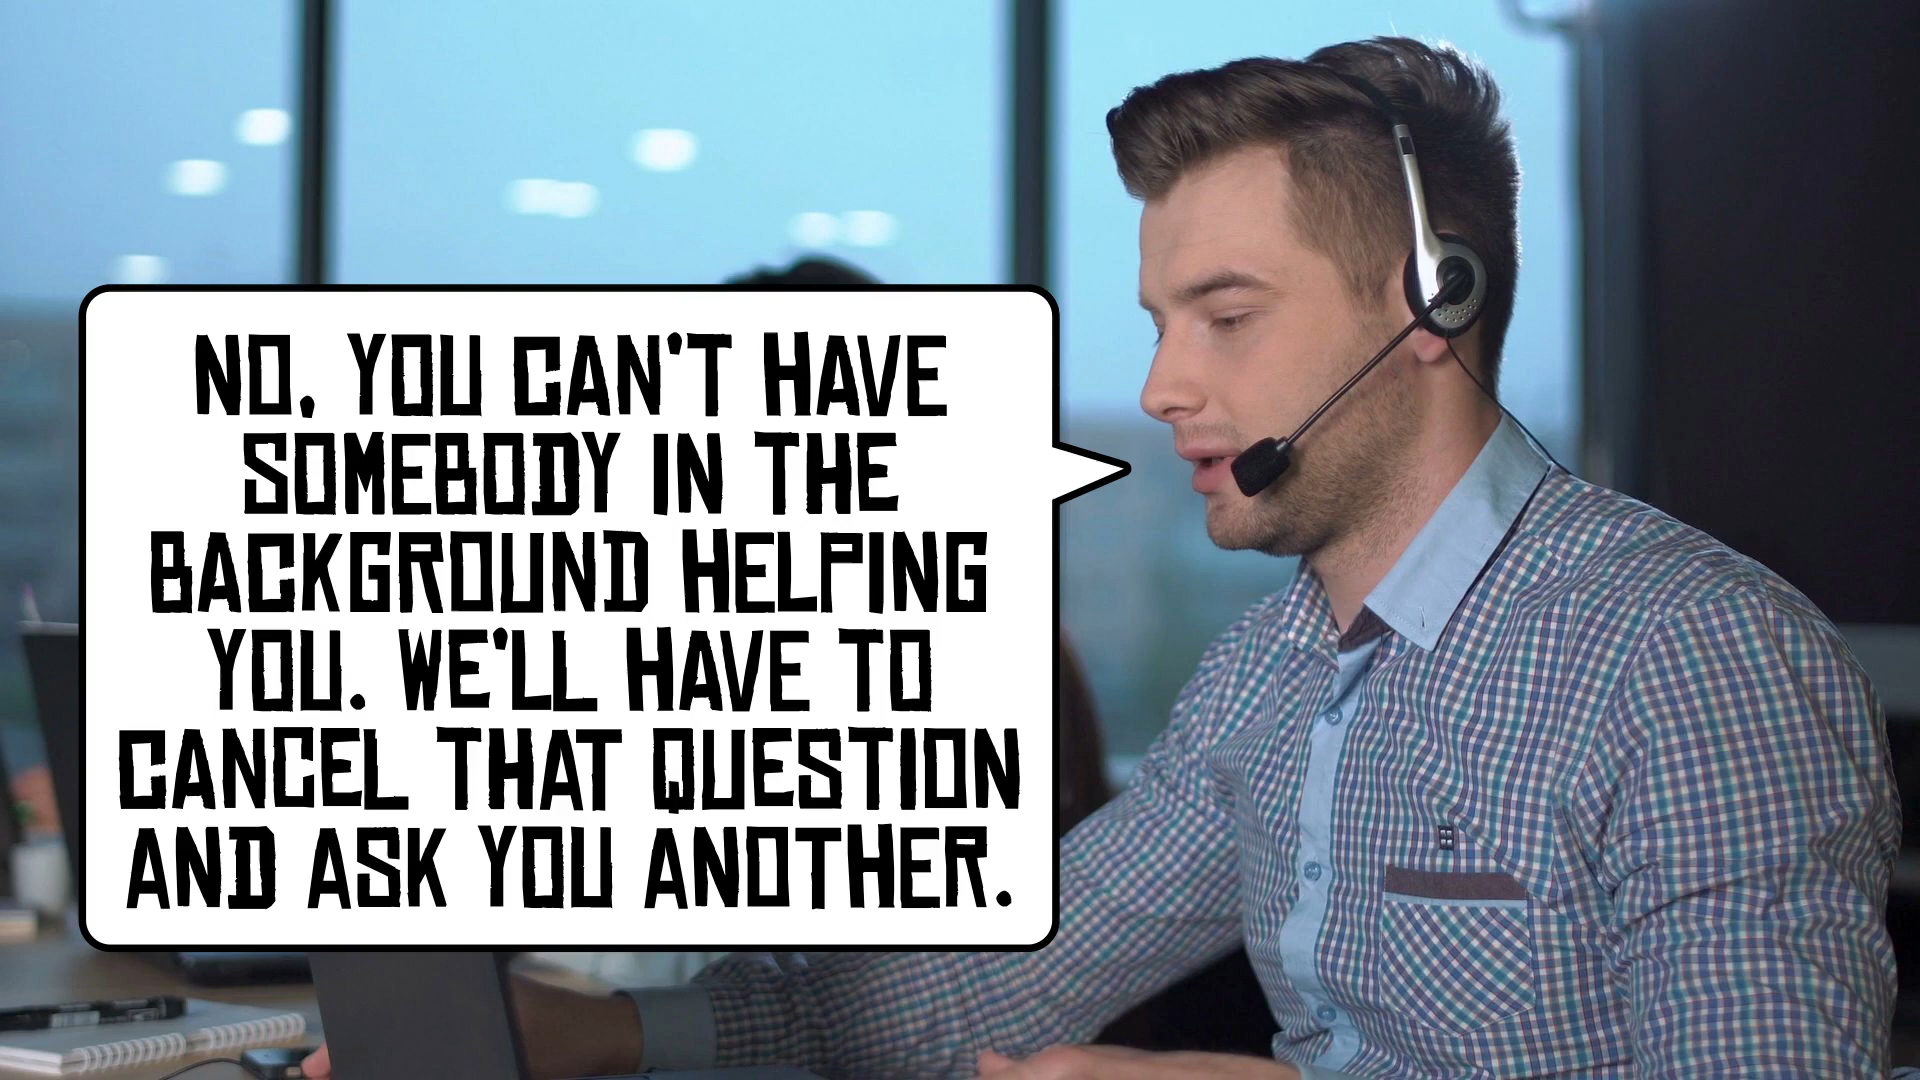 NO, YOU CAN'T HAVE
SOMEBODY IN THE
BACKGROUND HELPING
YOU. WE'LL HAVE TO
CANCEL THAT QUESTION
AND ASK YOU ANOTHER.